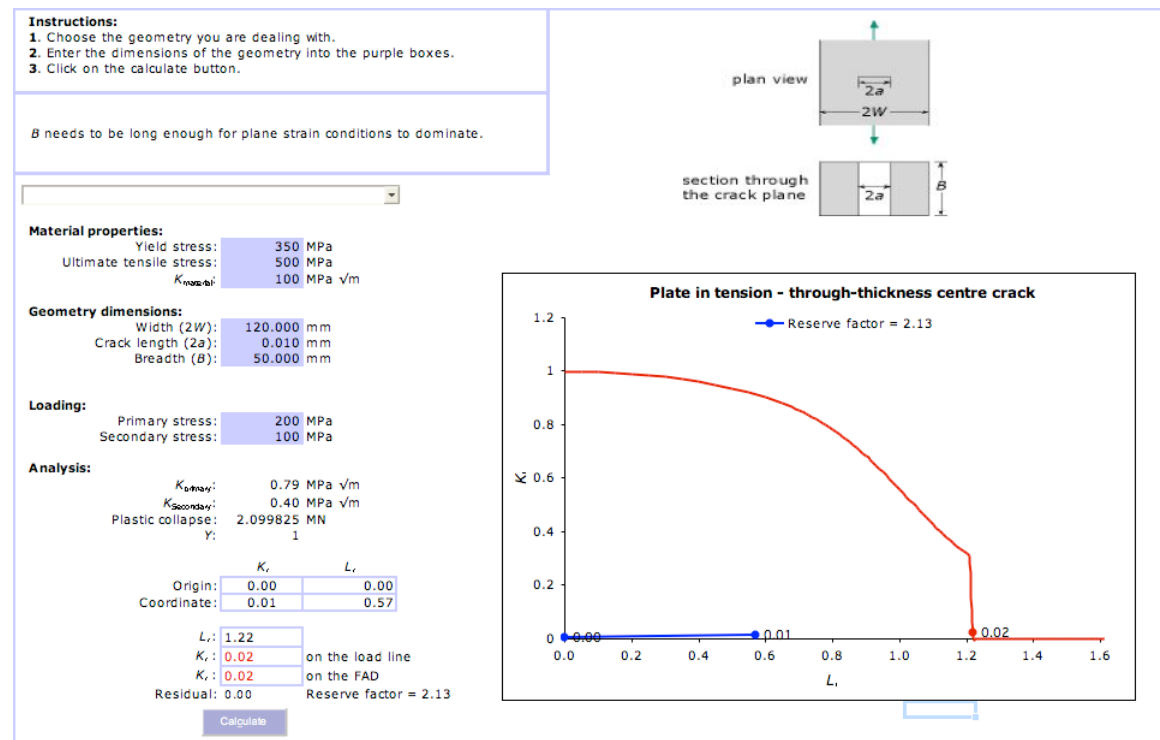 Instructions:
1. Choose the geometry you are dealing with.
2. Enter the dimensions of the geometry into the purple boxes.
3. Click on the calculate button.
B needs to be long enough for plane strain conditions to dominate.
plan view
2a
2W
section through
the crack plane
2a
B
Material properties:
Yield stress: 350 MPa
Ultimate tensile stress: 500 MPa
Kmaterial: 100 MPa √m
Geometry dimensions:
Width (2W): 120.000 mm
Crack length (2a): 0.010 mm
Breadth (B): 50.000 mm
Loading:
Primary stress: 200 MPa
Secondary stress: 100 MPa
Analysis:
Kprimary: 0.79 MPa √m
KSecondary: 0.40 MPa √m
Plastic collapse: 2.099825 MN
Y: 1
Kr Lr
Origin: 0.00 0.00
Coordinate: 0.01 0.57
Lr: 1.22
Kr: 0.02 on the load line
Kr: 0.02 on the FAD
Residual: 0.00 Reserve factor = 2.13
Calculate
Plate in tension - through-thickness centre crack
Reserve factor = 2.13
1.2
1
0.8
0.6
0.4
0.2
0
Kr
0.00
0.01
0.02
0.0 0.2 0.4 0.6 0.8 1.0 1.2 1.4 1.6
Lr